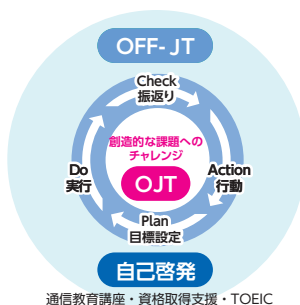 OFF-JT
Check
振返り
創造的な課題への
チャレンジ
OJT
Do
実行
Action
行動
Plan
目標設定
自己啓発
通信教育講座・資格取得支援・TOEIC